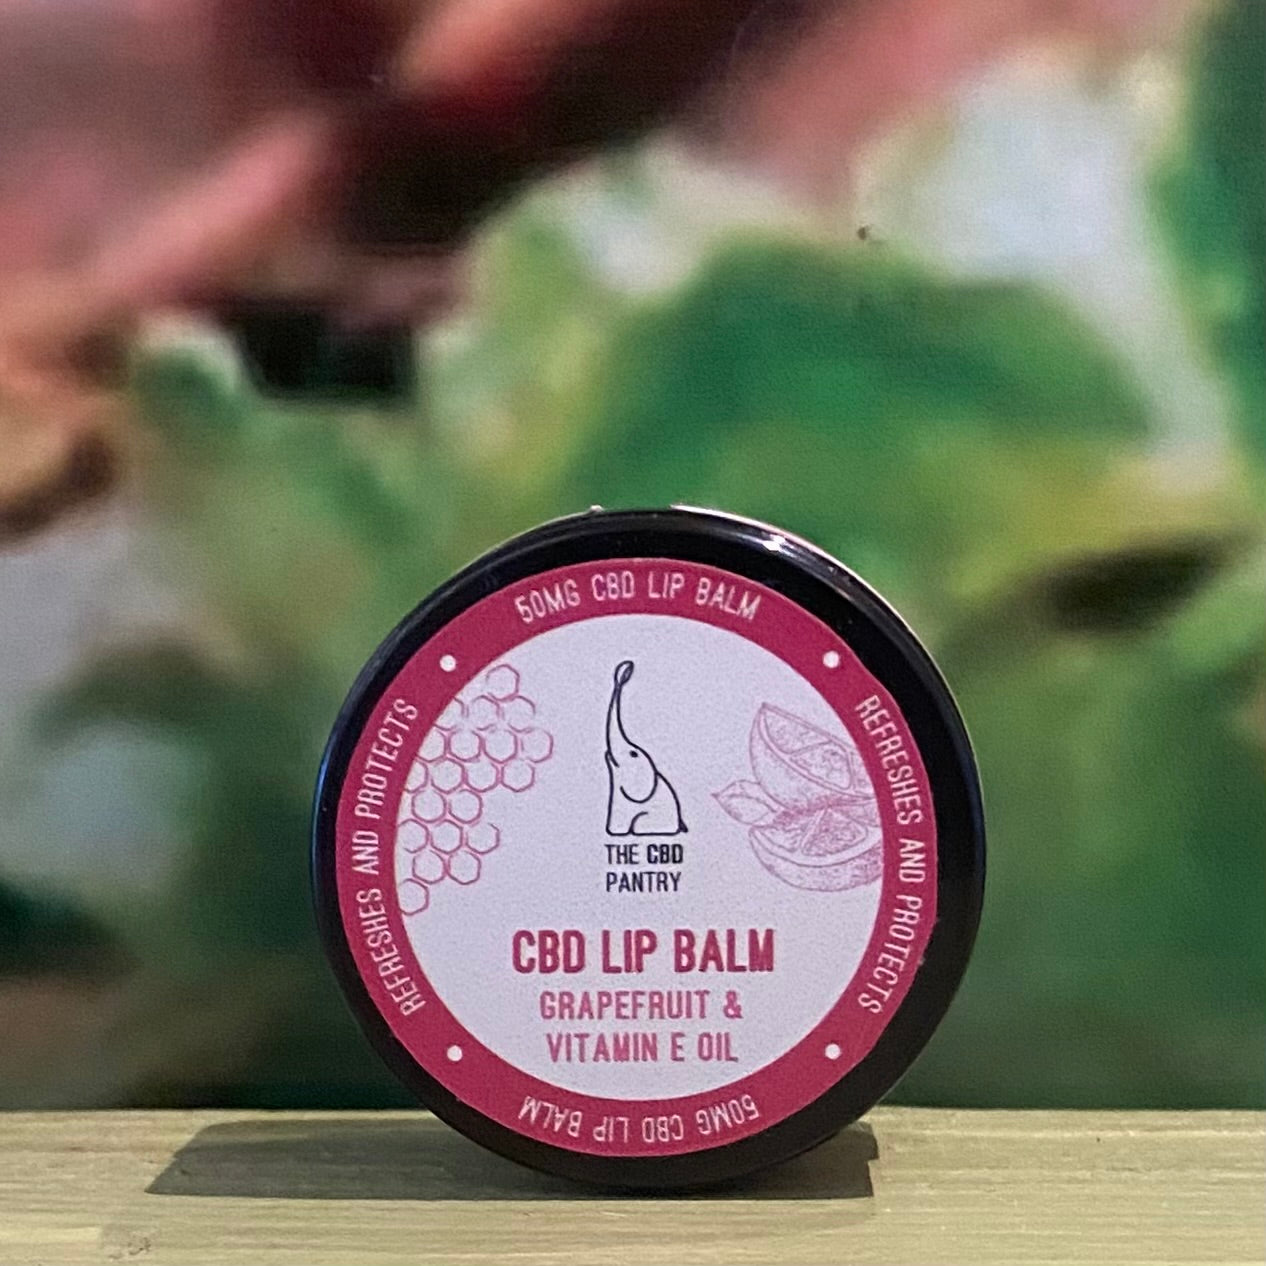 50MG CBD LIP BALM
REFRESHES AND PROTECTS
REFRESHES AND PROTECTS
THE CBD
PANTRY
CBD LIP BALM
GRAPEFRUIT &
VITAMIN E OIL
50MG CBD LIP BALM